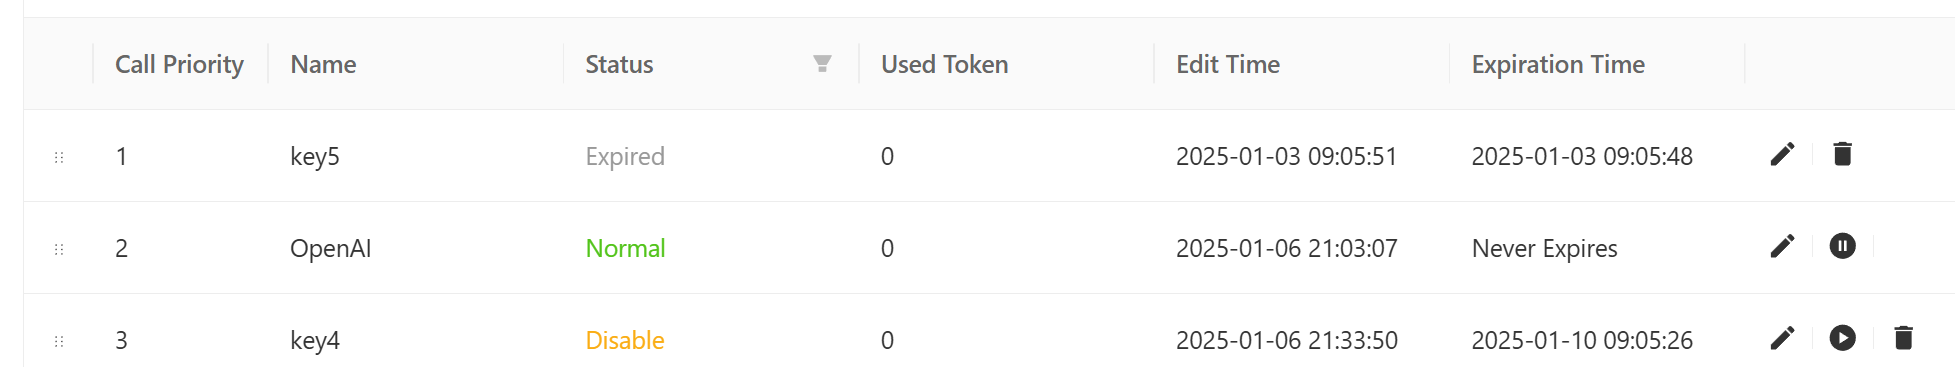 Call Priority Name Status Used Token Edit Time Expiration Time
1 key5 Expired 0 2025-01-03 09:05:51 2025-01-03 09:05:48
2 OpenAI Normal 0 2025-01-06 21:03:07 Never Expires
3 key4 Disable 0 2025-01-06 21:33:50 2025-01-10 09:05:26